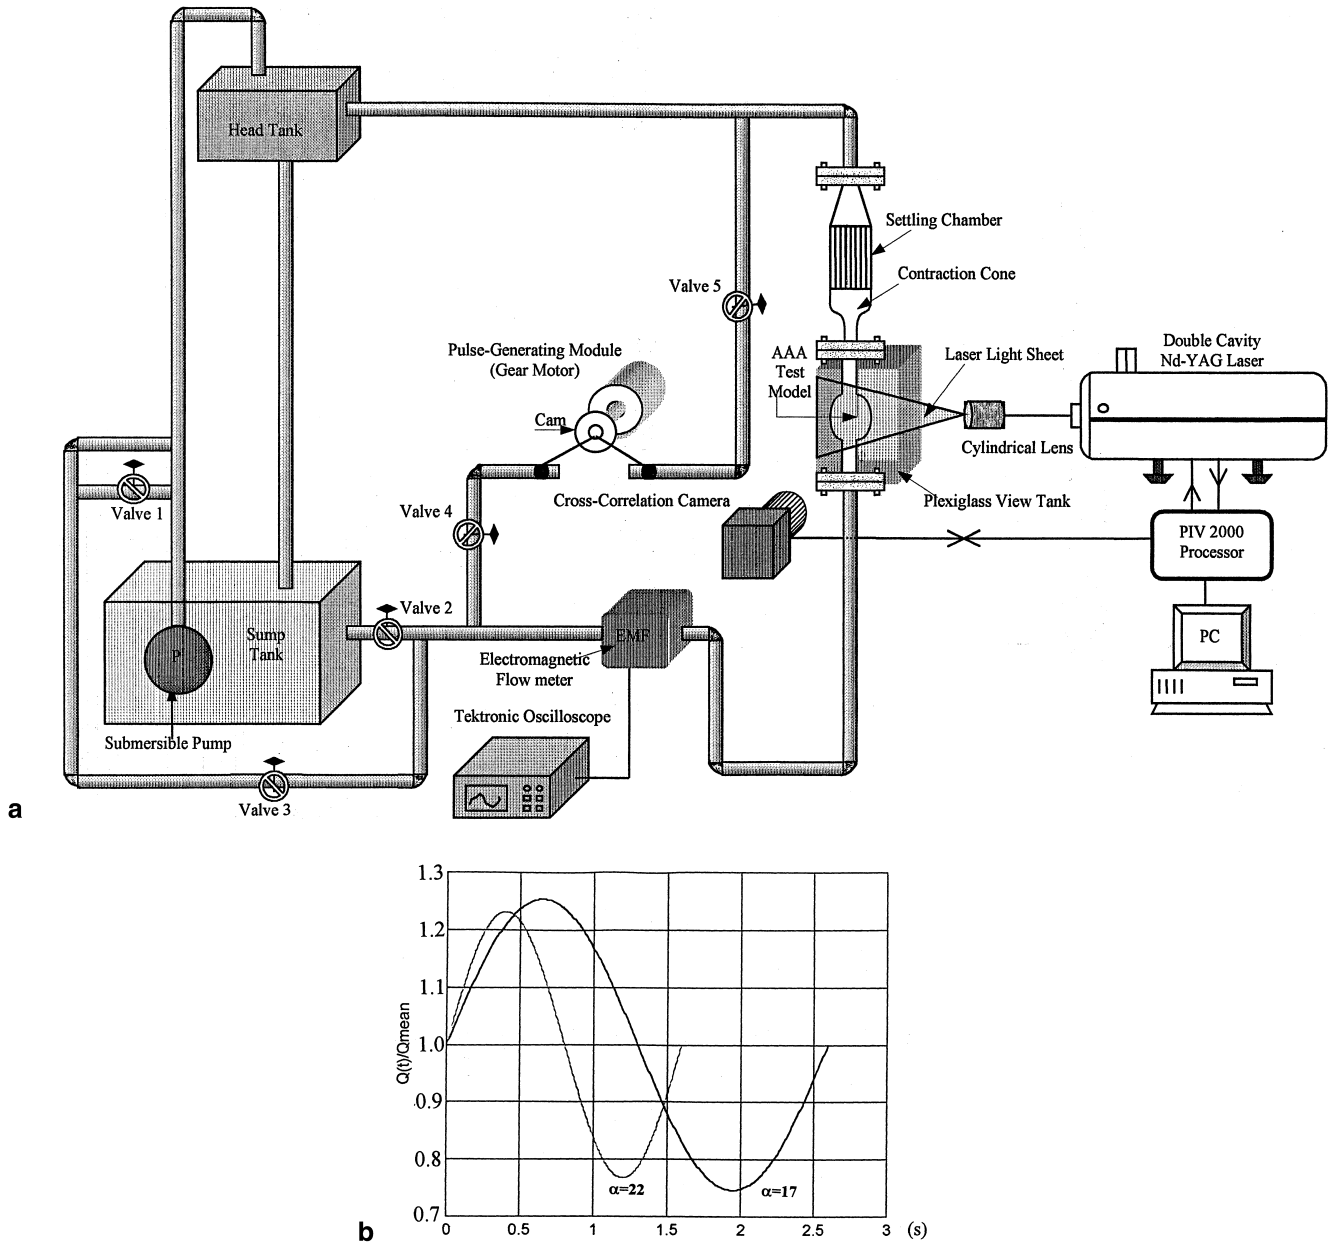 Head Tank
Settling Chamber
Contraction Cone
Valve 5
Double Cavity
Nd-YAG Laser
Pulse-Generating Module
(Gear Motor)
AAA
Test
Model
Laser Light Sheet
Cam
Cylindrical Lens
Cross-Correlation Camera
Plexiglass View Tank
Valve 1
Valve 4
PIV 2000
Processor
Valve 2
Sump
Tank
P
EMF
PC
Electromagnetic
Flow meter
Submersible Pump
Tektronic Oscilloscope
Valve 3
a
1.3
1.2
1.1
1.0
0.9
0.8
0.7
Q(t)/Qmean
α=22
α=17
0 0.5 1 1.5 2 2.5 3 (s)
b